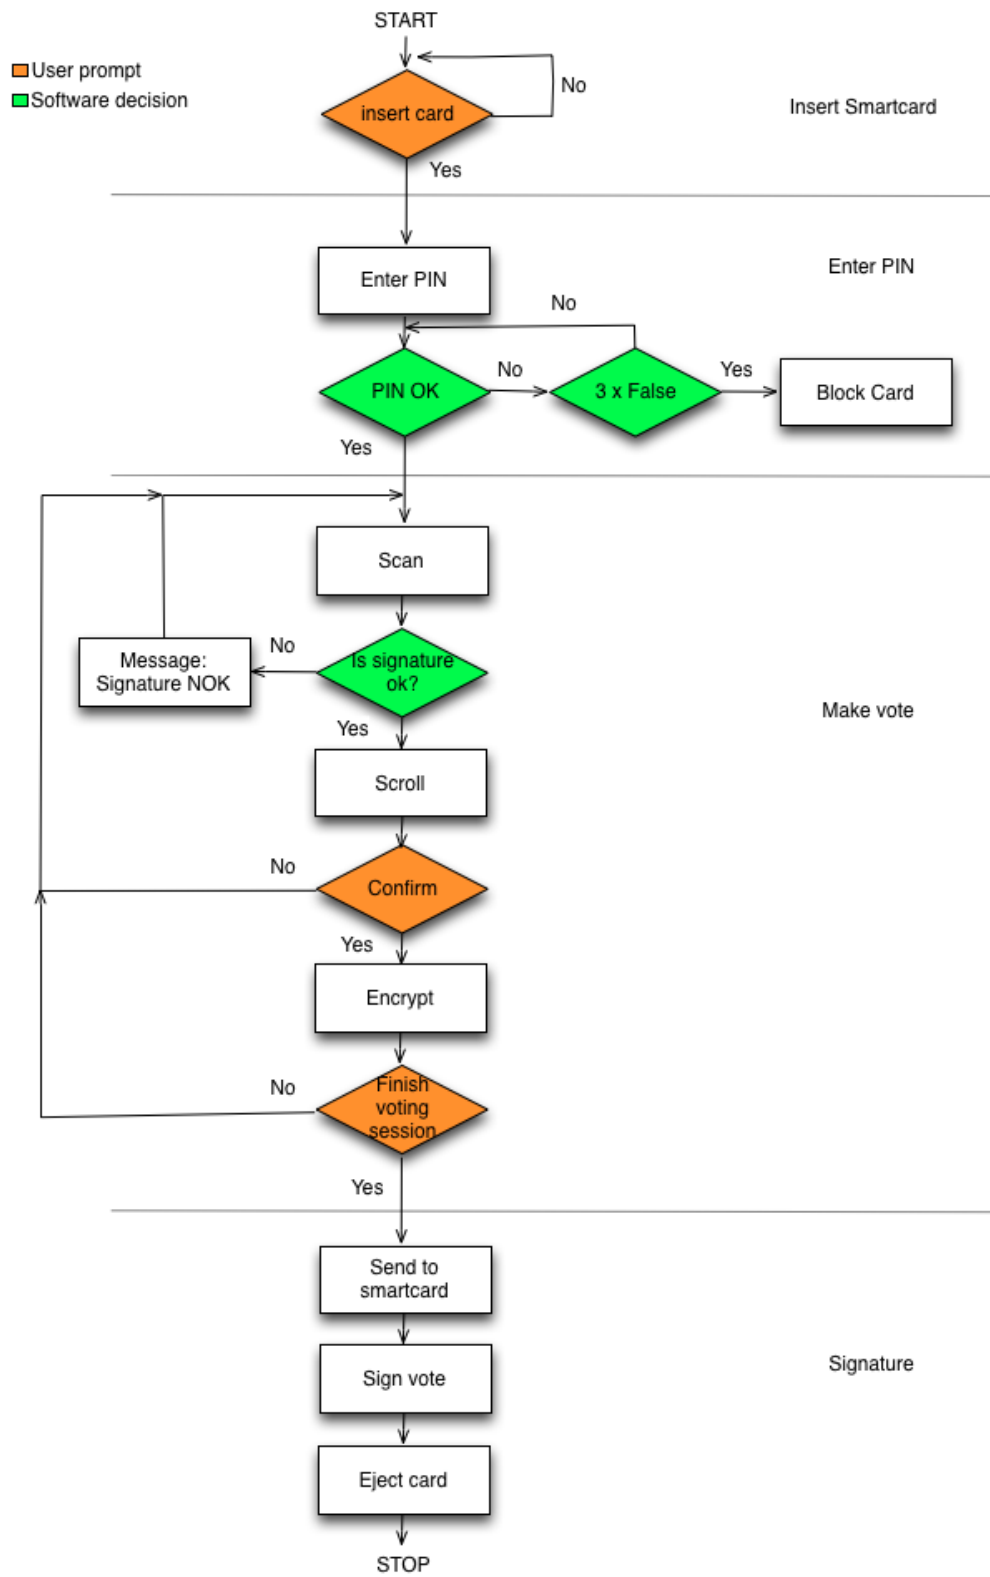 START
User prompt
Software decision
No
insert card
Insert Smartcard
Yes
Enter PIN
Enter PIN
No
PIN OK
No
3 x False
Yes
Block Card
Yes
Scan
No
Is signature
ok?
Message:
Signature NOK
Make vote
Yes
Scroll
No
Confirm
Yes
Encrypt
No
Finish
voting
session
Yes
Send to
smartcard
Sign vote
Signature
Eject card
STOP